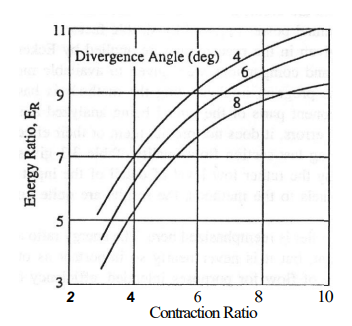 11
Divergence Angle (deg) 4
6
8
9
7
5
3
Energy Ratio, E_R
2 4 6 8 10
Contraction Ratio